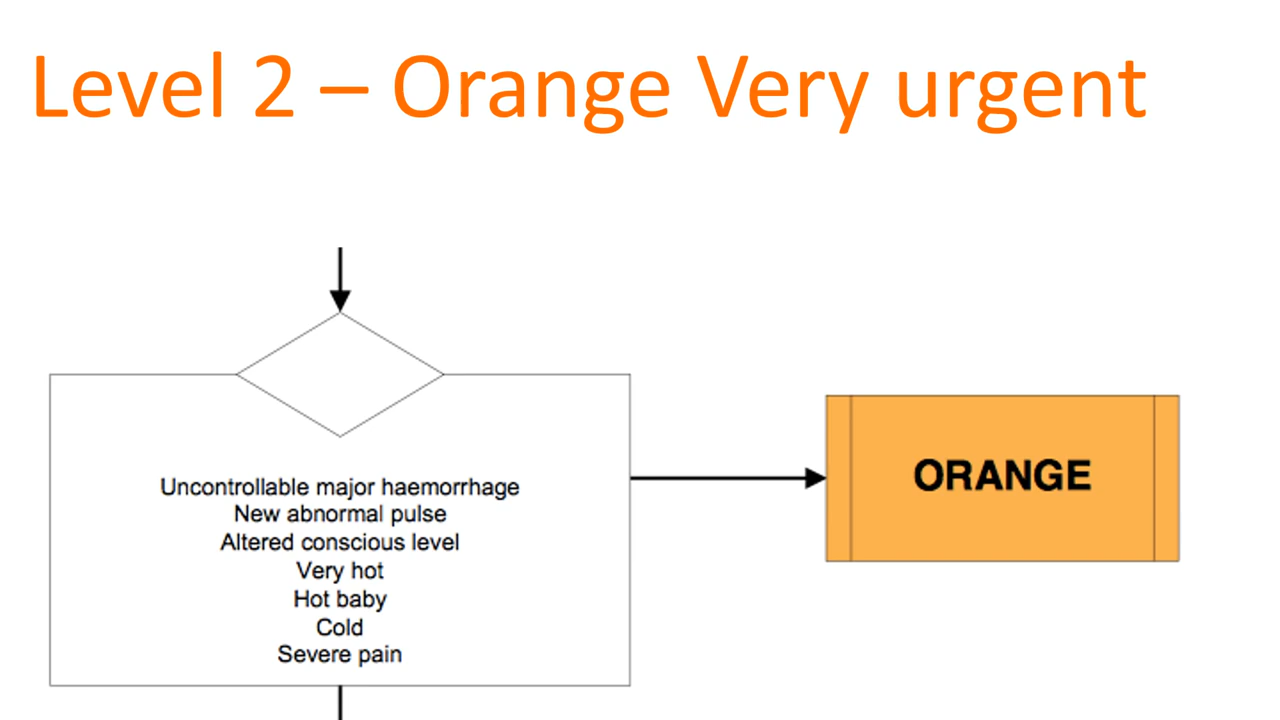 Level 2 – Orange Very urgent
Uncontrollable major haemorrhage
New abnormal pulse
Altered conscious level
Very hot
Hot baby
Cold
Severe pain
ORANGE